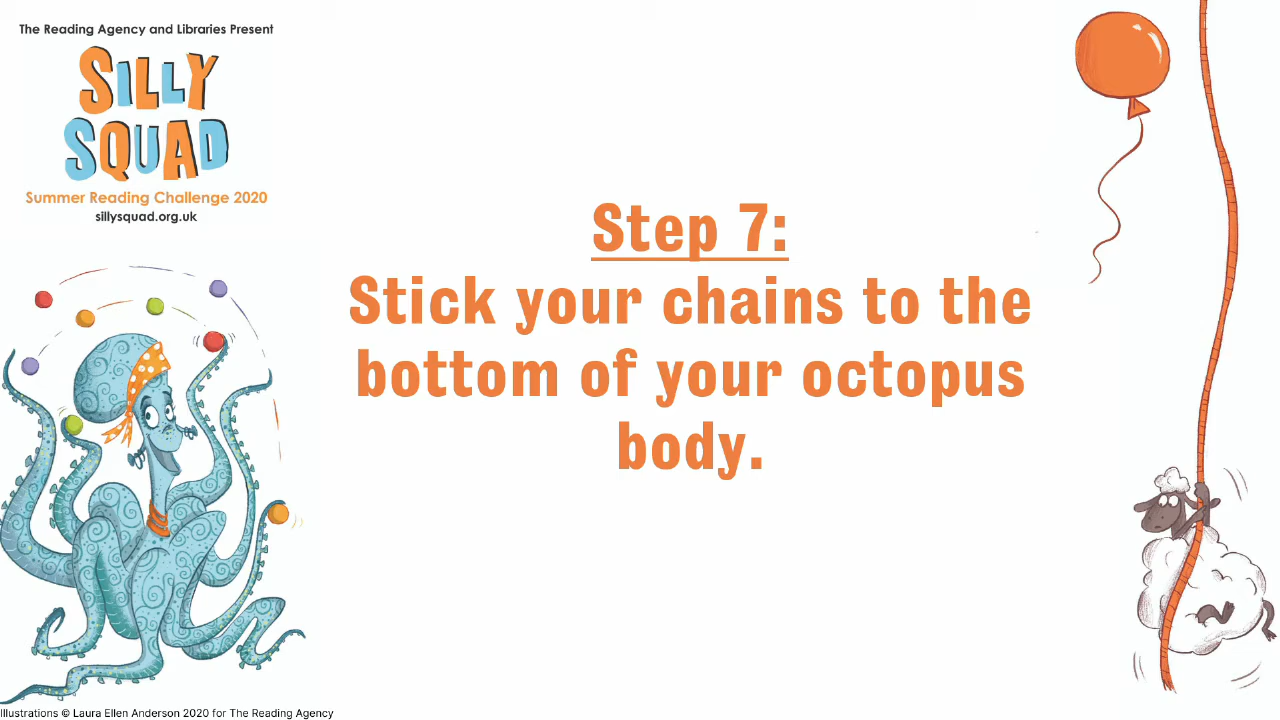 The Reading Agency and Libraries Present
SILLY
SQUAD
Summer Reading Challenge 2020
sillysquad.org.uk
Step 7:
Stick your chains to the
bottom of your octopus
body.
Illustrations © Laura Ellen Anderson 2020 for The Reading Agency